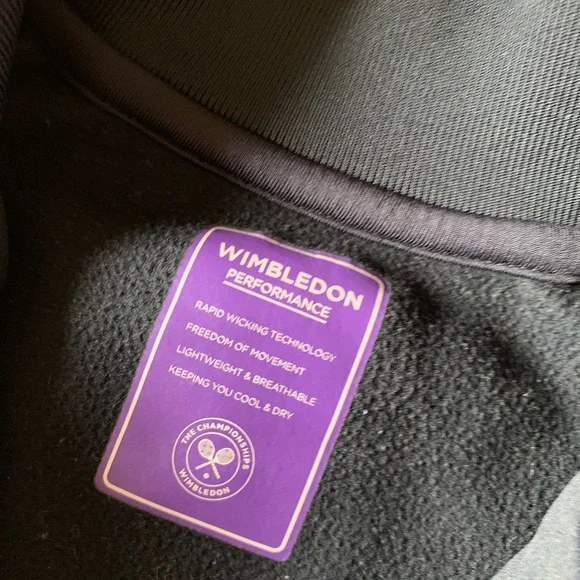 WIMBLEDON
PERFORMANCE
RAPID WICKING TECHNOLOGY
FREEDOM OF MOVEMENT
LIGHTWEIGHT & BREATHABLE
KEEPING YOU COOL & DRY
THE CHAMPIONSHIPS
WIMBLEDON